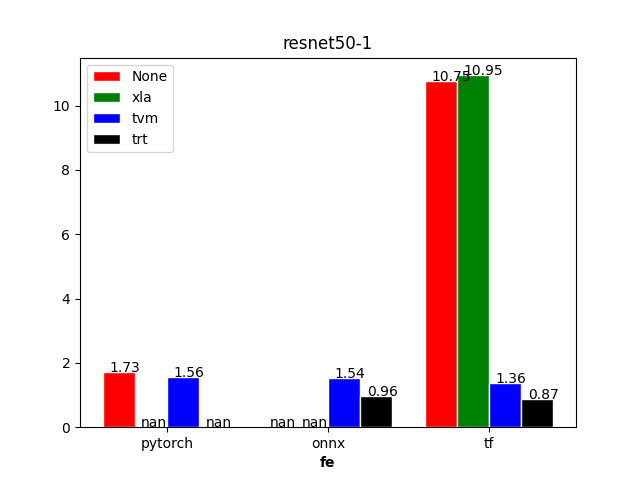 resnet50-1
None
xla
tvm
trt
10
8
6
4
2
0
1.73
nan
1.56
nan
nan
nan
1.54
0.96
10.75
10.95
1.36
0.87
pytorch
onnx
tf
fe